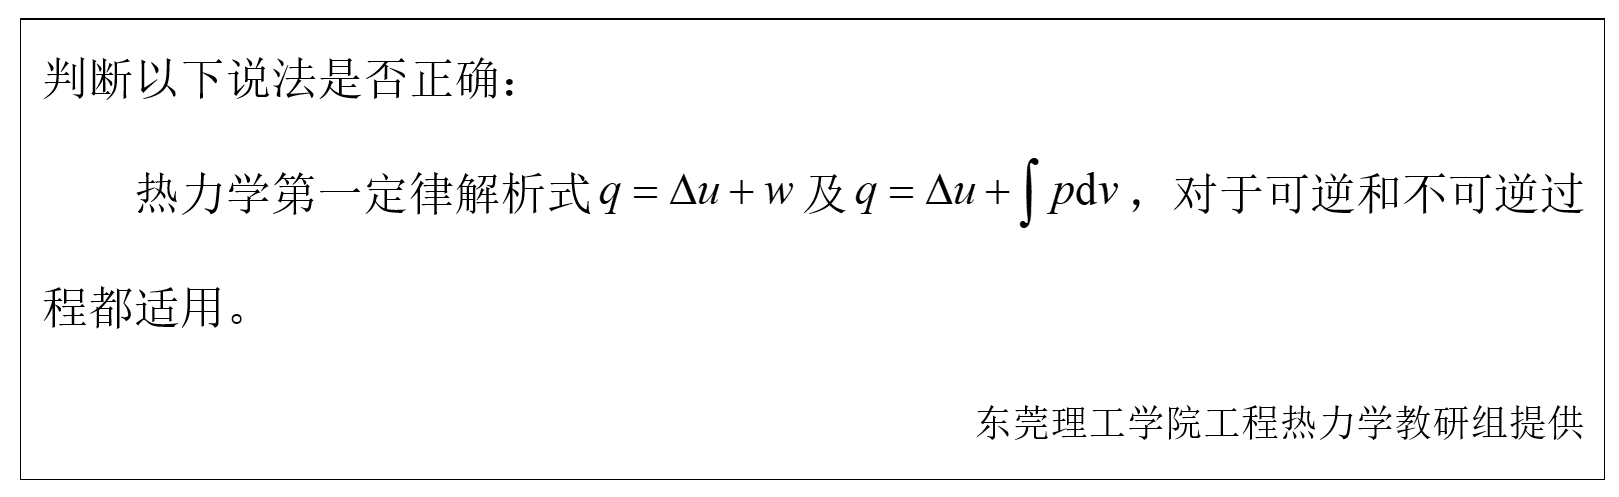 判断以下说法是否正确：
热力学第一定律解析式 q = Δu + w 及 q = Δu + ∫ pdv，对于可逆和不可逆过
程都适用。
东莞理工学院工程热力学教研组提供